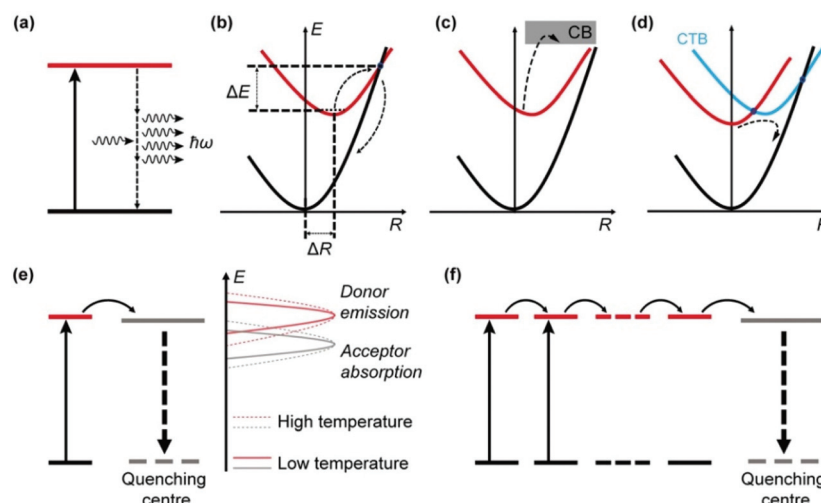 (a)
ħω
(b)
E
ΔE
ΔR
R
(c)
CB
R
(d)
CTB
(e)
Quenching
centre
E
Donor
emission
Acceptor
absorption
High temperature
Low temperature
(f)
Quenching
centre